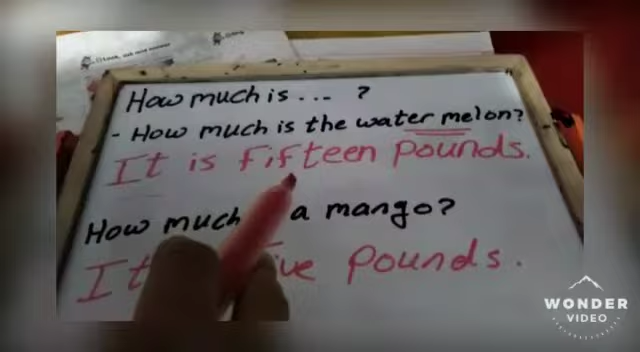 How much is... ?
- How much is the water melon?
It is fifteen pounds.
How much a mango?
It ive pounds.
WONDER
VIDEO